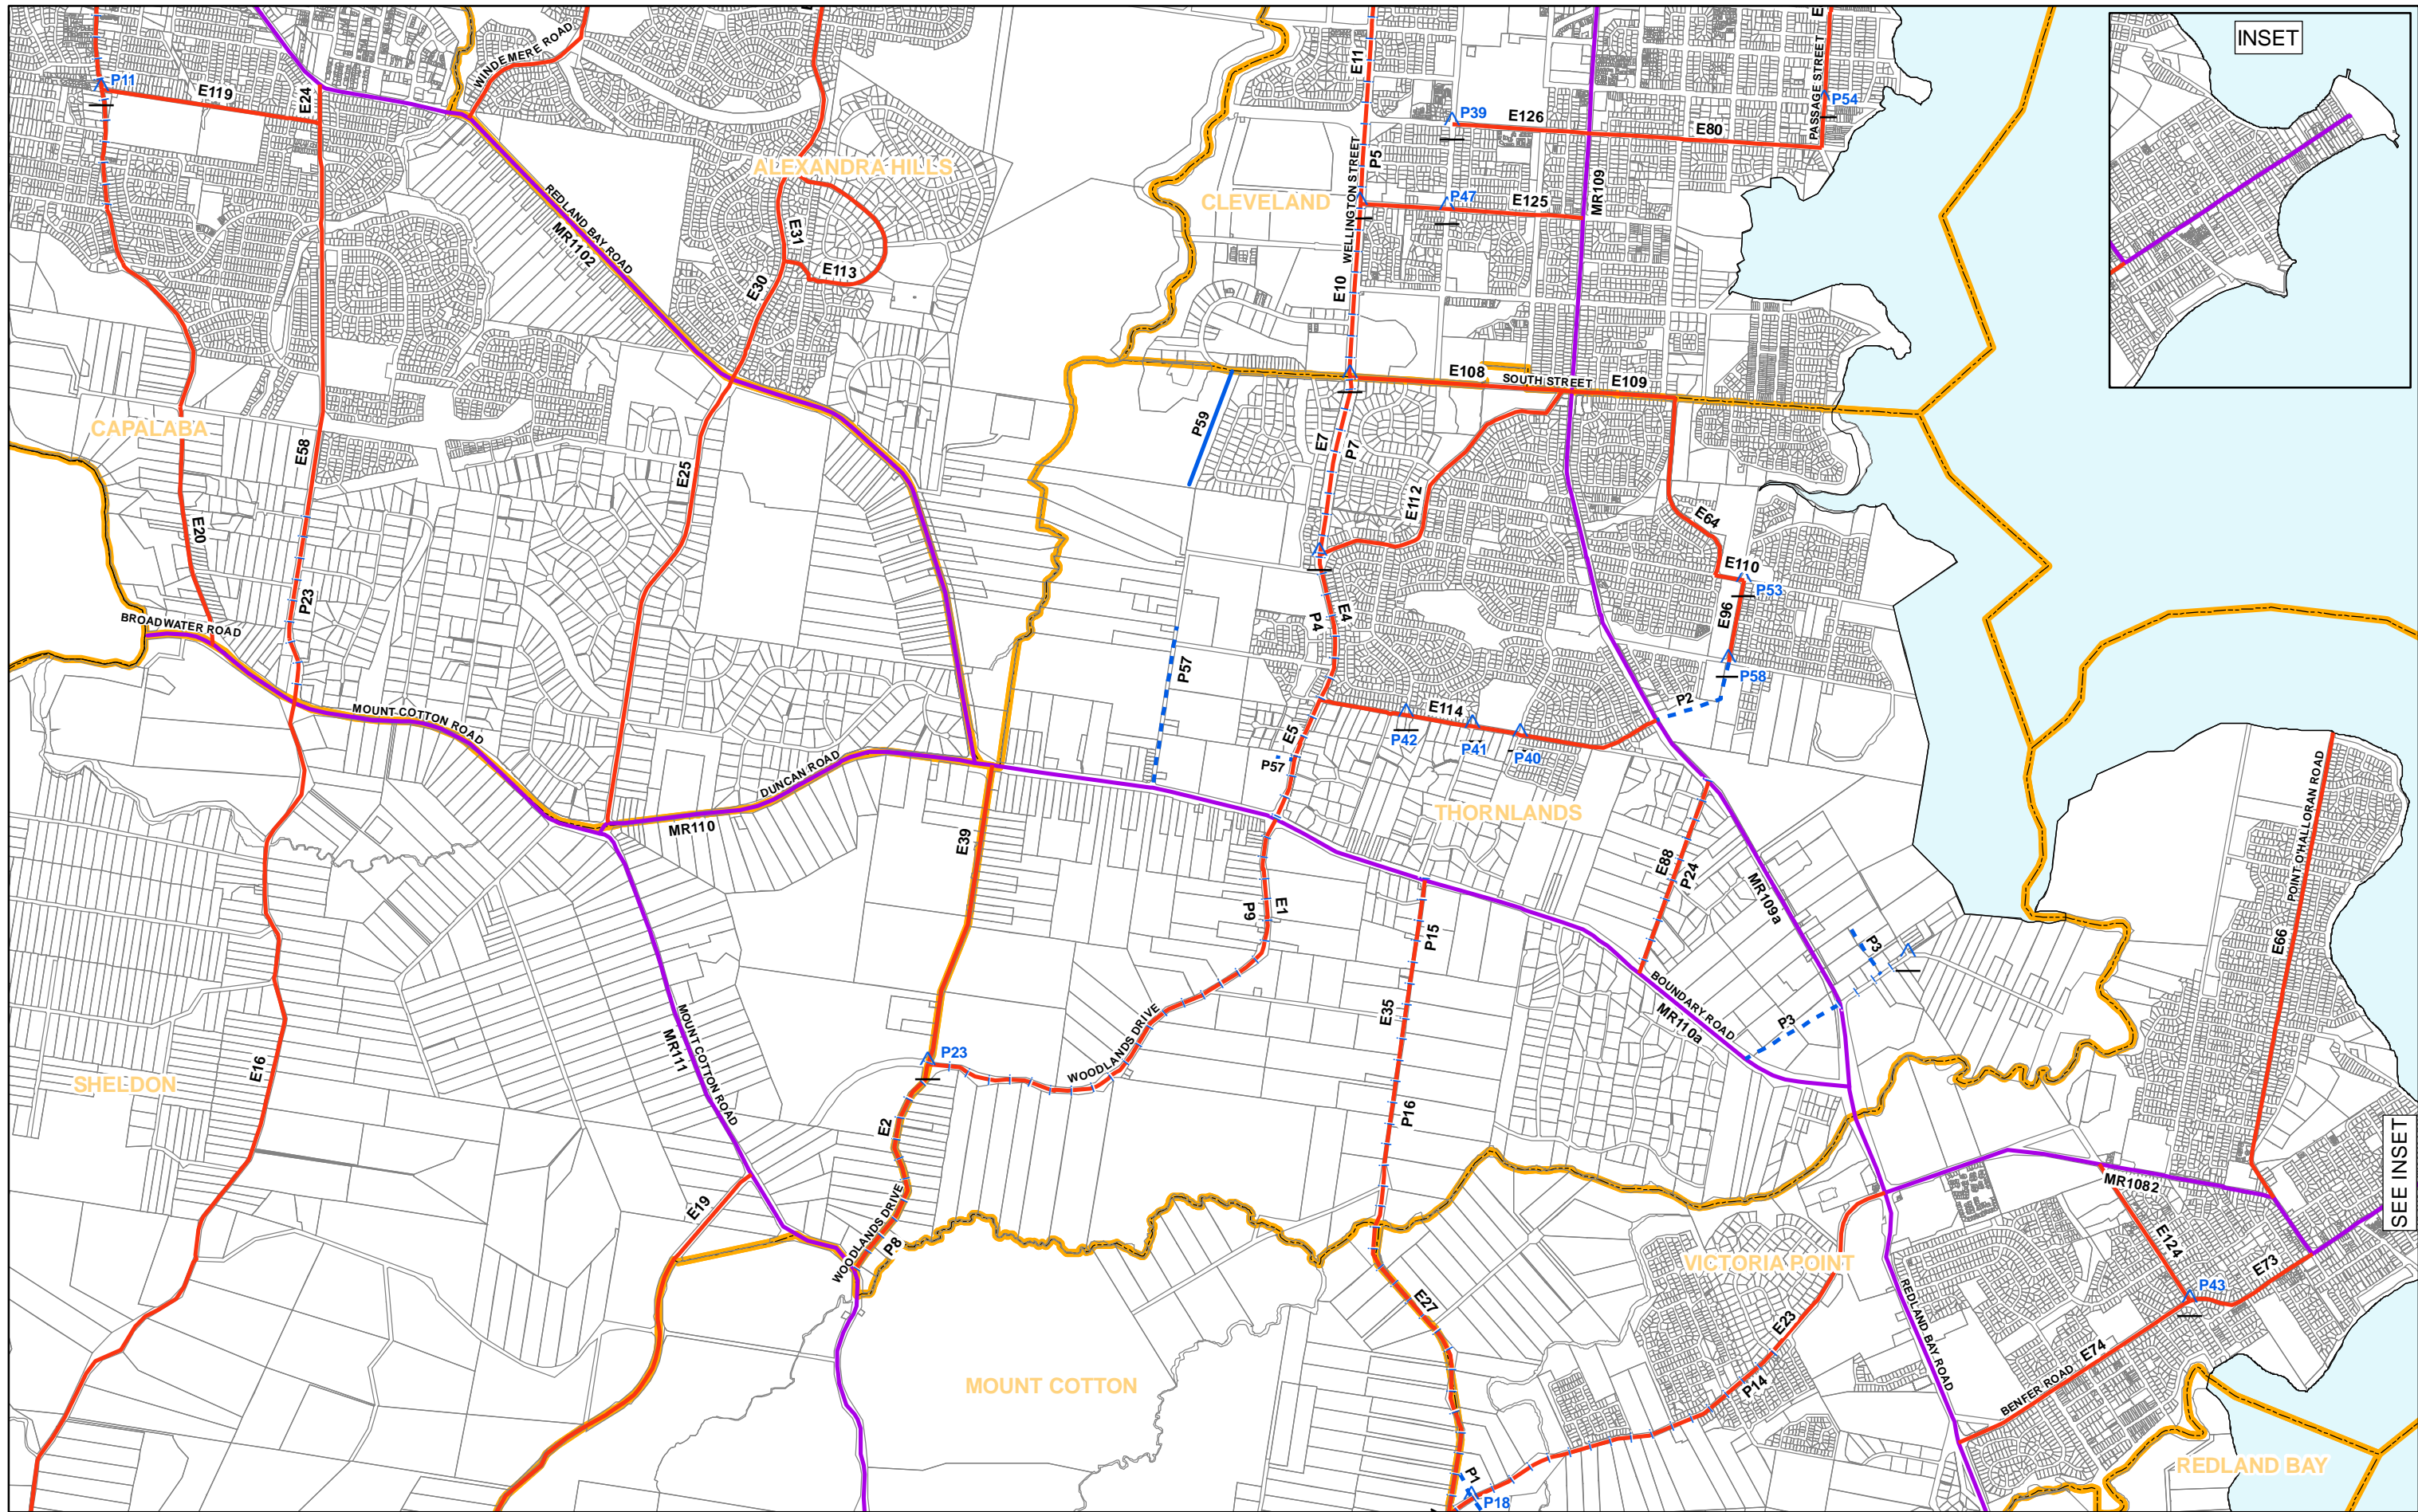 INSET
WINDEMERE ROAD
P11
E119
E24
E11
PASSAGE STREET
P54
P39
E126
E80
ALEXANDRA HILLS
WELLINGTON STREET
P5
REDLAND BAY ROAD
MR1102
CLEVELAND
P47
E125
MR109
E31
E113
E30
E10
E108
SOUTH STREET
E109
CAPALABA
P59
E58
E7
P7
E25
E112
E20
E64
E110
P53
P23
E4
P4
E96
BROADWATER ROAD
P57
P58
P2
MOUNT COTTON ROAD
E114
P42
P41
P40
E5
P57
DUNCAN ROAD
MR110
THORNLANDS
POINT O'HALLORAN ROAD
E39
E88
P24
MR109a
E1
P9
P15
P3
E66
BOUNDARY ROAD
MR110a
P3
E35
MOUNT COTTON ROAD
MR111
WOODLANDS DRIVE
P23
E16
SHELDON
E2
P16
SEE INSET
MR1082
E19
WOODLANDS DRIVE
P8
VICTORIA POINT
E124
E73
P43
E27
REDLAND BAY ROAD
E23
E74
BENFER ROAD
P14
MOUNT COTTON
REDLAND BAY
P1
P18